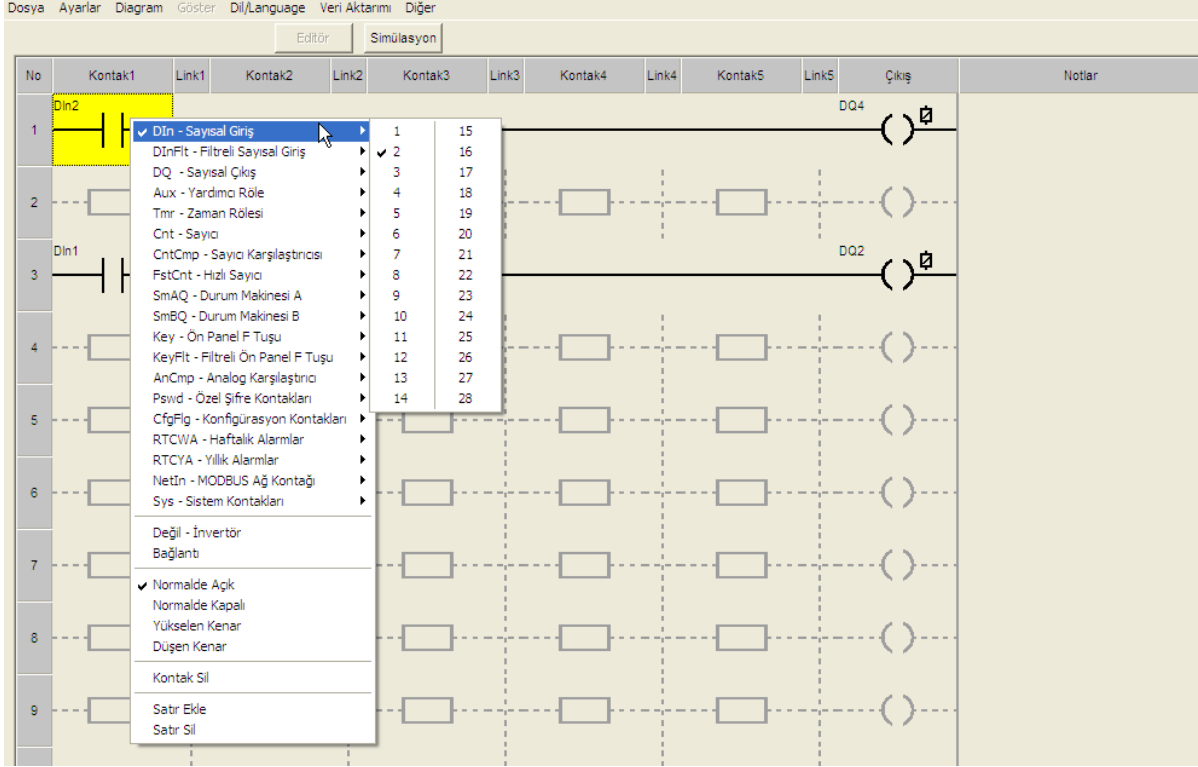 Dosya Ayarlar Diagram Göster Dil/Language Veri Aktarımı Diğer
Editör Simülasyon
No Kontak1 Link1 Kontak2 Link2 Kontak3 Link3 Kontak4 Link4 Kontak5 Link5 Çıkış Notlar
DIn2 DQ4
1
2
DIn1 DQ2
3
4
5
6
7
8
9
DIn - Sayısal Giriş
DInFlt - Filtreli Sayısal Giriş
DQ - Sayısal Çıkış
Aux - Yardımcı Röle
Tmr - Zaman Rölesi
Cnt - Sayıcı
CntCmp - Sayıcı Karşılaştırıcısı
FstCnt - Hızlı Sayıcı
SmAQ - Durum Makinesi A
SmBQ - Durum Makinesi B
Key - Ön Panel F Tuşu
KeyFlt - Filtreli Ön Panel F Tuşu
AnCmp - Analog Karşılaştırıcı
Pswd - Özel Şifre Kontakları
CfgFlg - Konfigürasyon Kontakları
RTCWA - Haftalık Alarmlar
RTCYA - Yıllık Alarmlar
NetIn - MODBUS Ağ Kontağı
Sys - Sistem Kontakları
Değil - İnvertör
Bağlantı
Normalde Açık
Normalde Kapalı
Yükselen Kenar
Düşen Kenar
Kontak Sil
Satır Ekle
Satır Sil
1 15
2 16
3 17
4 18
5 19
6 20
7 21
8 22
9 23
10 24
11 25
12 26
13 27
14 28